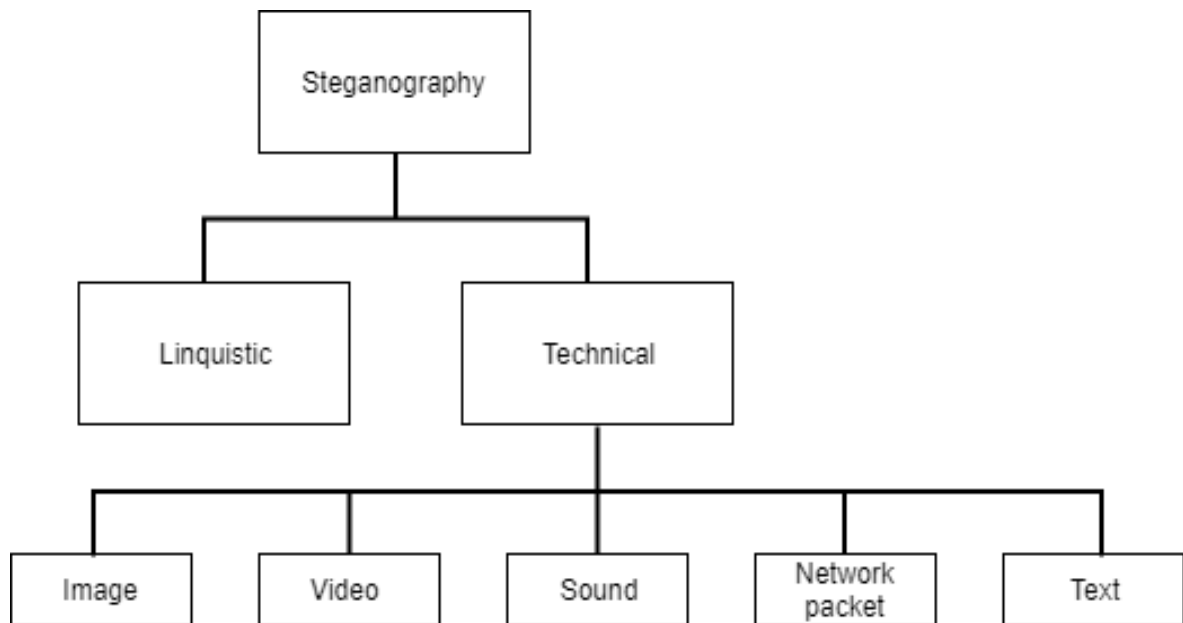 Steganography
Linquistic
Technical
Image
Video
Sound
Network
packet
Text